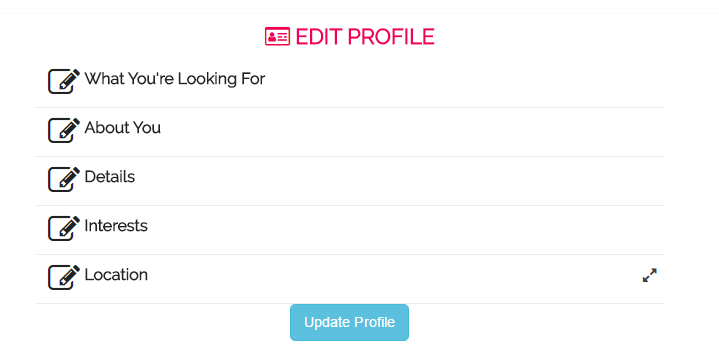 EDIT PROFILE
What You're Looking For
About You
Details
Interests
Location
Update Profile